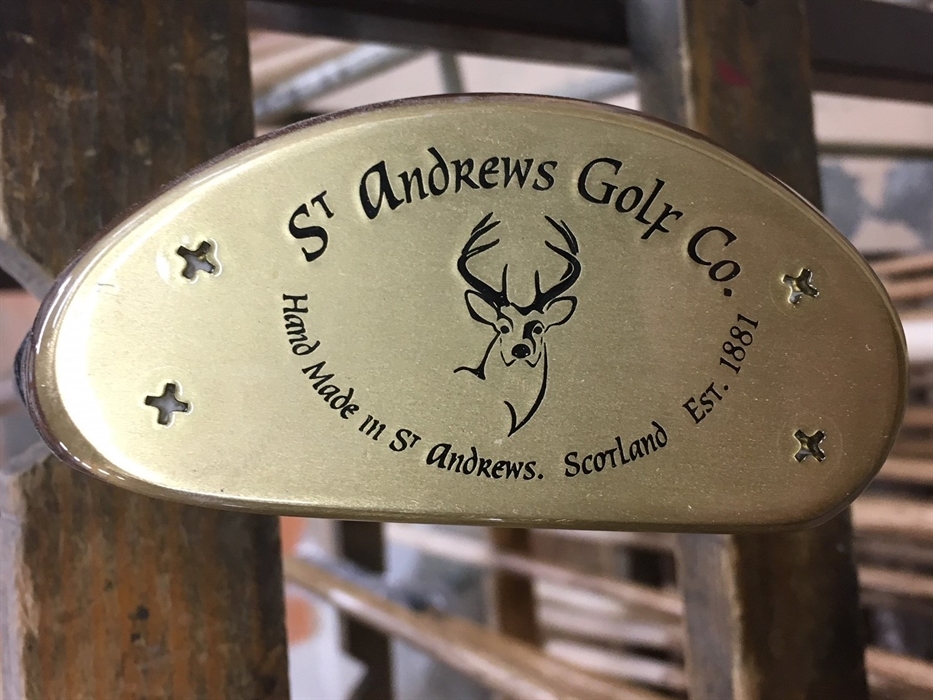 St Andrews Golf Co.
Hand Made in St Andrews. Scotland Est. 1881